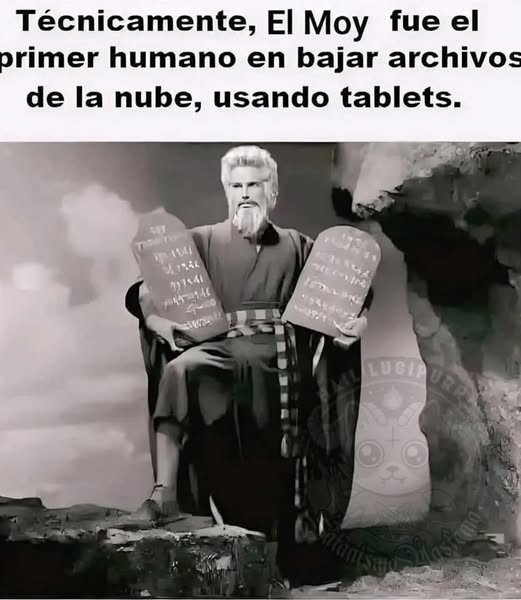 Técnicamente, El Moy fue el
primer humano en bajar archivos
de la nube, usando tablets.